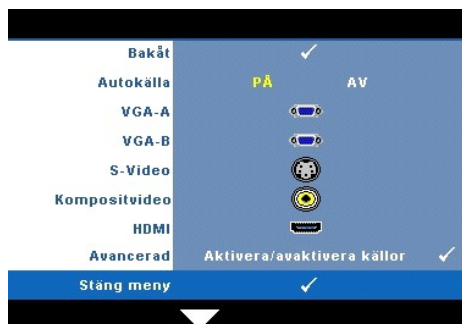 Bakåt
Autokälla PÅ AV
VGA-A
VGA-B
S-Video
Kompositvideo
HDMI
Avancerad Aktivera/avaktivera källor
Stäng meny